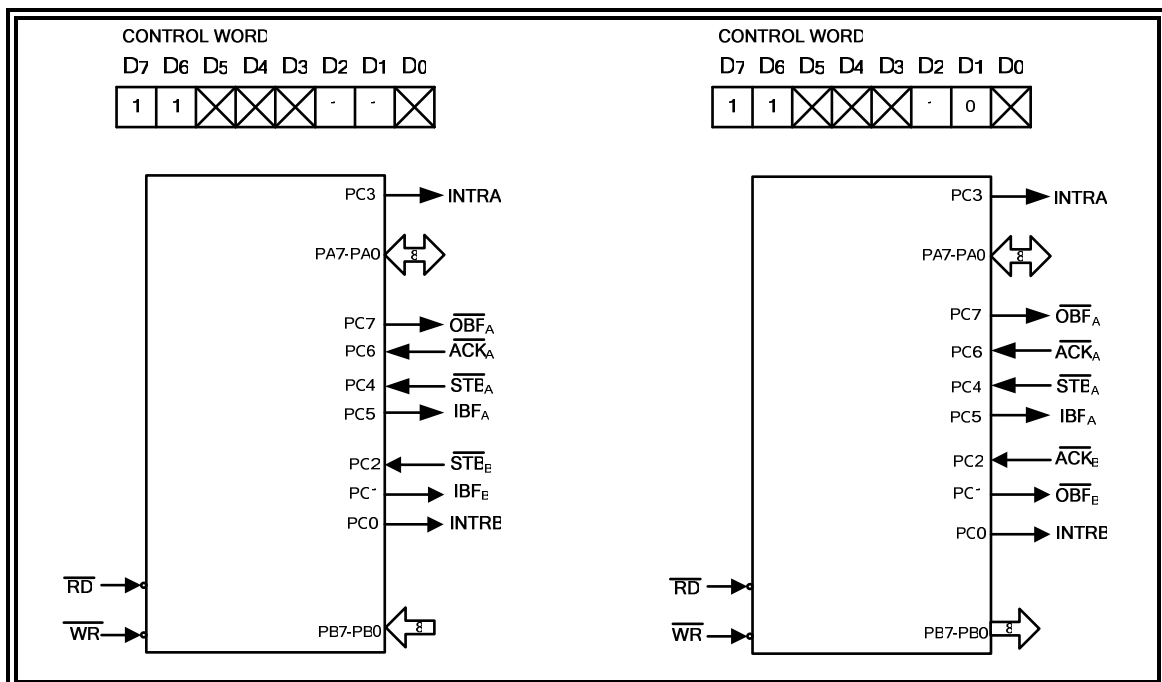 CONTROL WORD
D7 D6 D5 D4 D3 D2 D1 D0
1 1
PC3 INTRA
PA7-PA0 8
PC7 OBFA
PC6 ACKA
PC4 STBA
PC5 IBFA
PC2 STBB
PC IBFB
PC0 INTRB
RD
WR
PB7-PB0 8
CONTROL WORD
D7 D6 D5 D4 D3 D2 D1 D0
1 1 0
PC3 INTRA
PA7-PA0 8
PC7 OBFA
PC6 ACKA
PC4 STBA
PC5 IBFA
PC2 ACKB
PC OBFB
PC0 INTRB
RD
WR
PB7-PB0 8